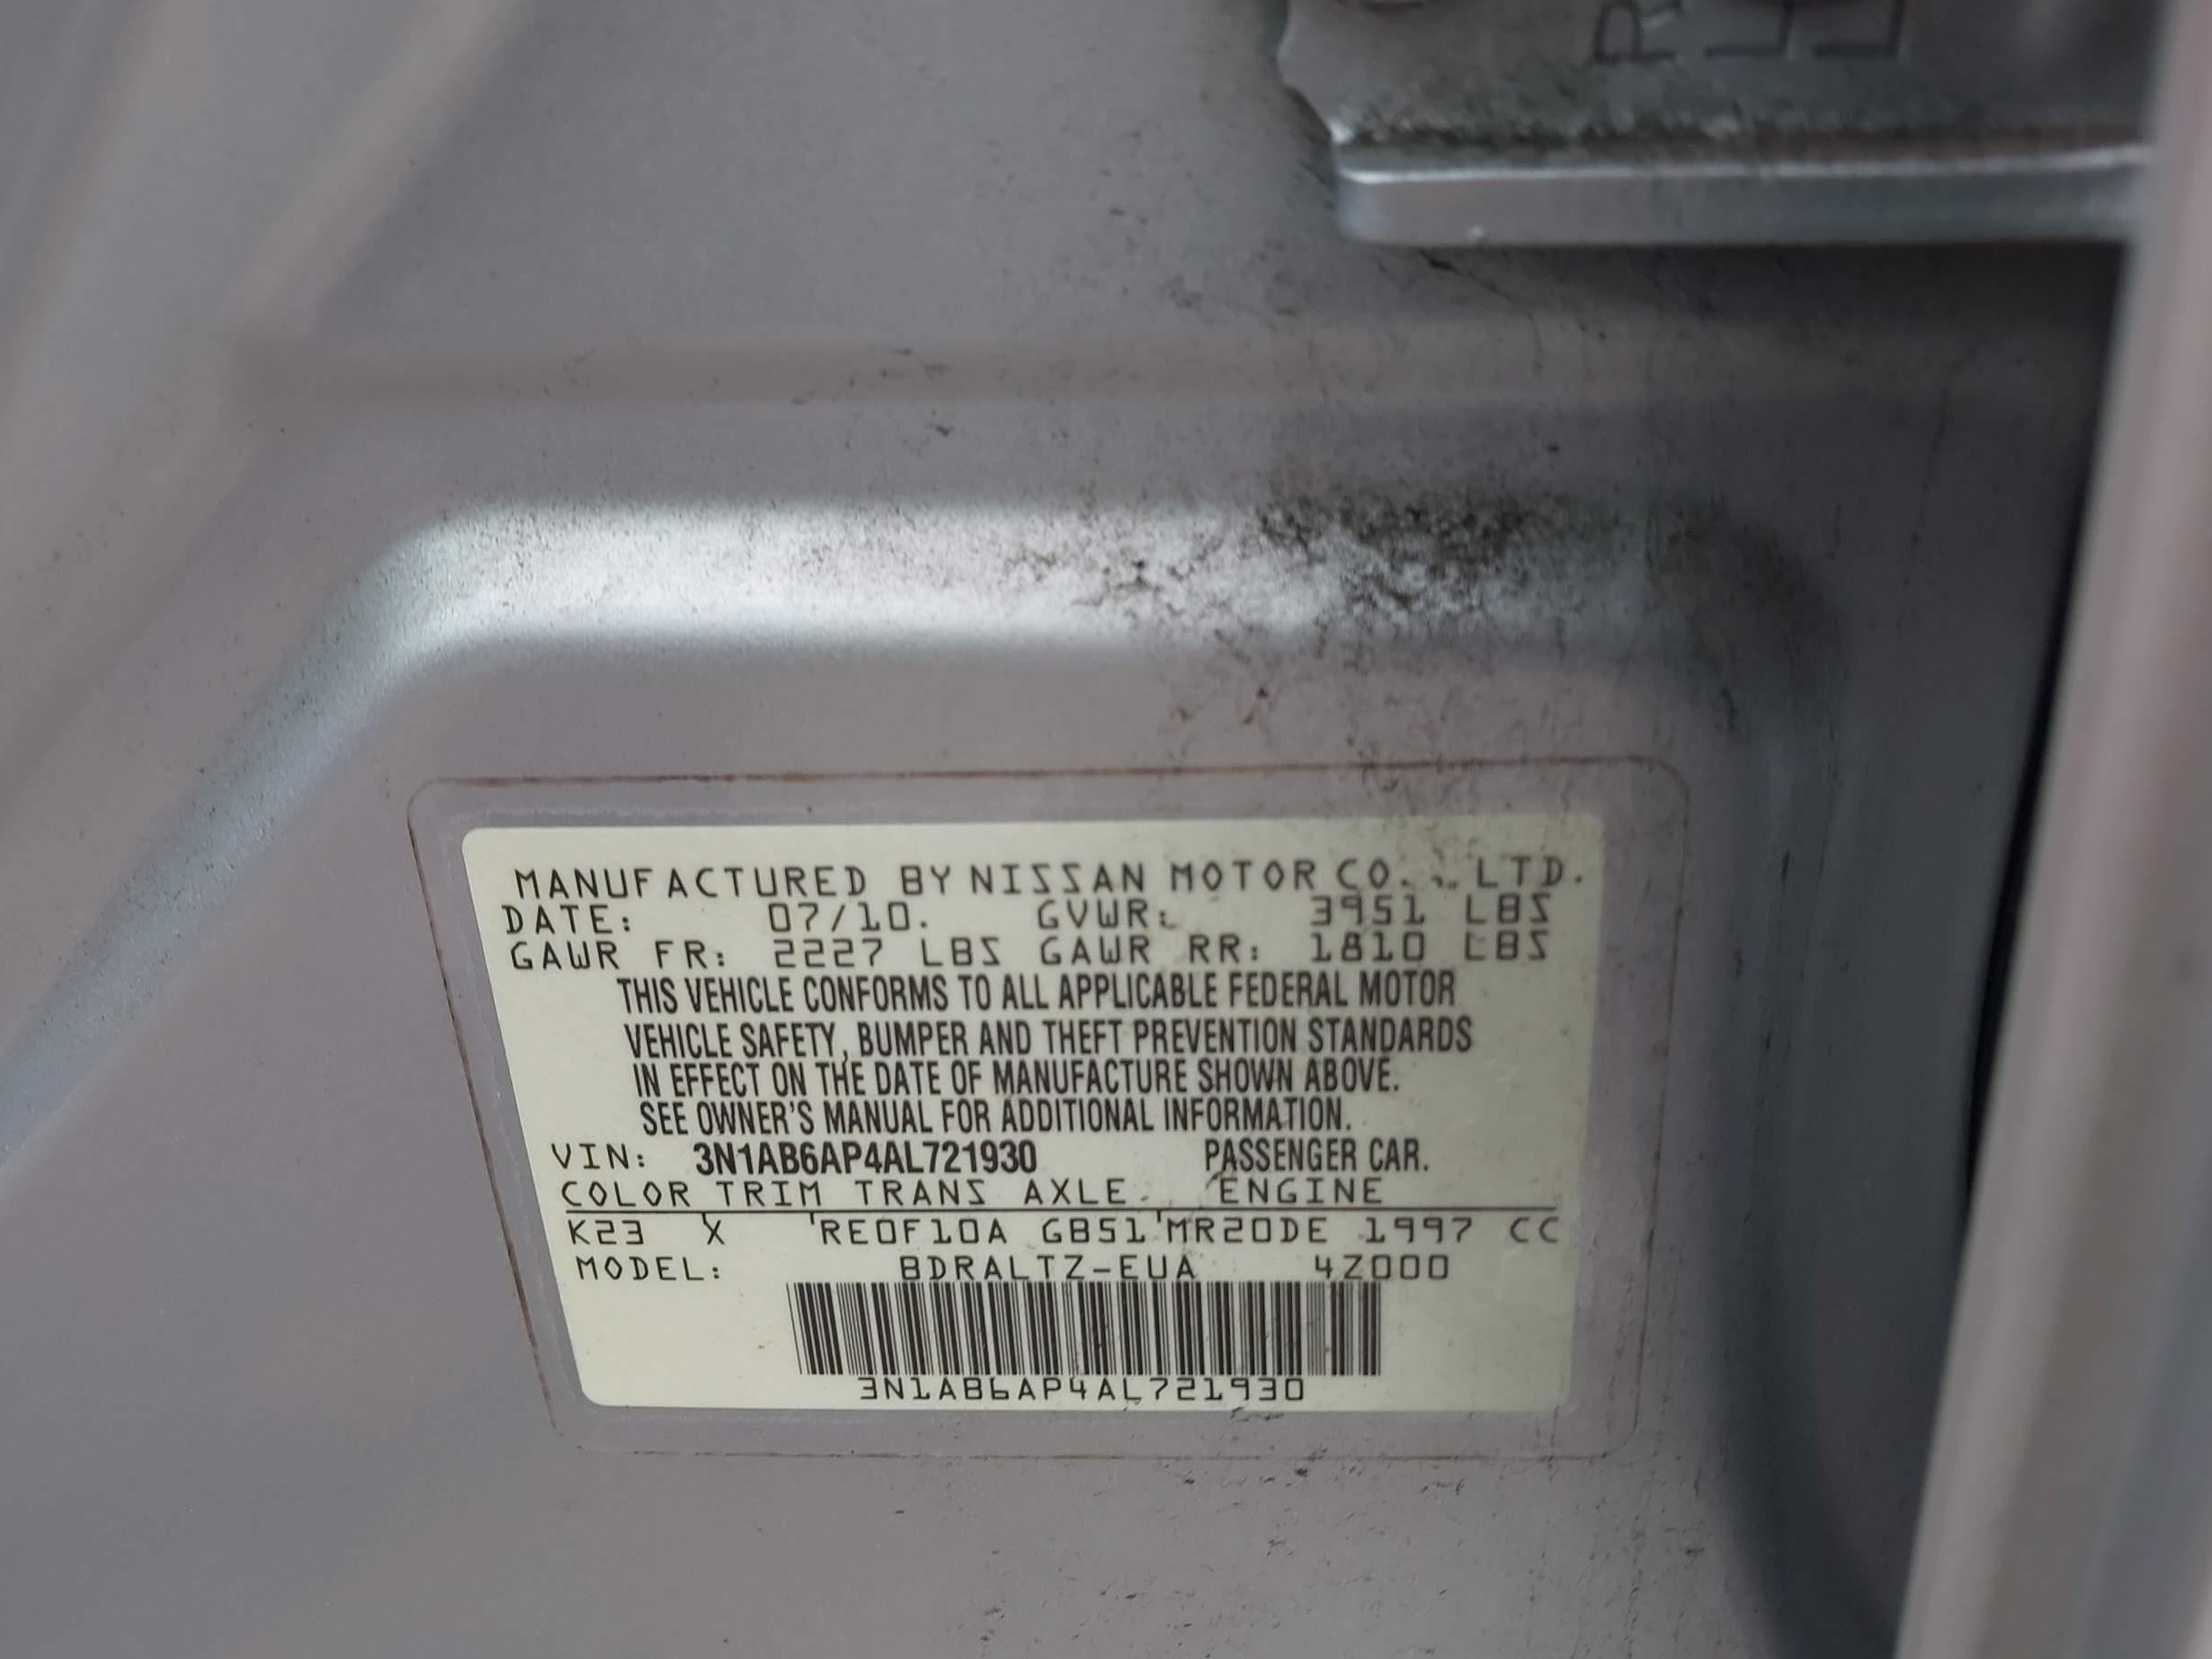 R
L
L
MANUFACTURED BY NISSAN MOTOR CO., LTD.
DATE: 07/10. GVWR: 3951 LBS
GAWR FR: 2227 LBS GAWR RR: 1810 LBS
THIS VEHICLE CONFORMS TO ALL APPLICABLE FEDERAL MOTOR
VEHICLE SAFETY, BUMPER AND THEFT PREVENTION STANDARDS
IN EFFECT ON THE DATE OF MANUFACTURE SHOWN ABOVE.
SEE OWNER'S MANUAL FOR ADDITIONAL INFORMATION.
VIN: 3N1AB6AP4AL721930 PASSENGER CAR.
COLOR TRIM TRANS AXLE ENGINE
K23 'X 'RE0F10A GB51'MR20DE 1997 CC
MODEL: BDRALTZ-EUA 4Z000
3N1AB6AP4AL721930